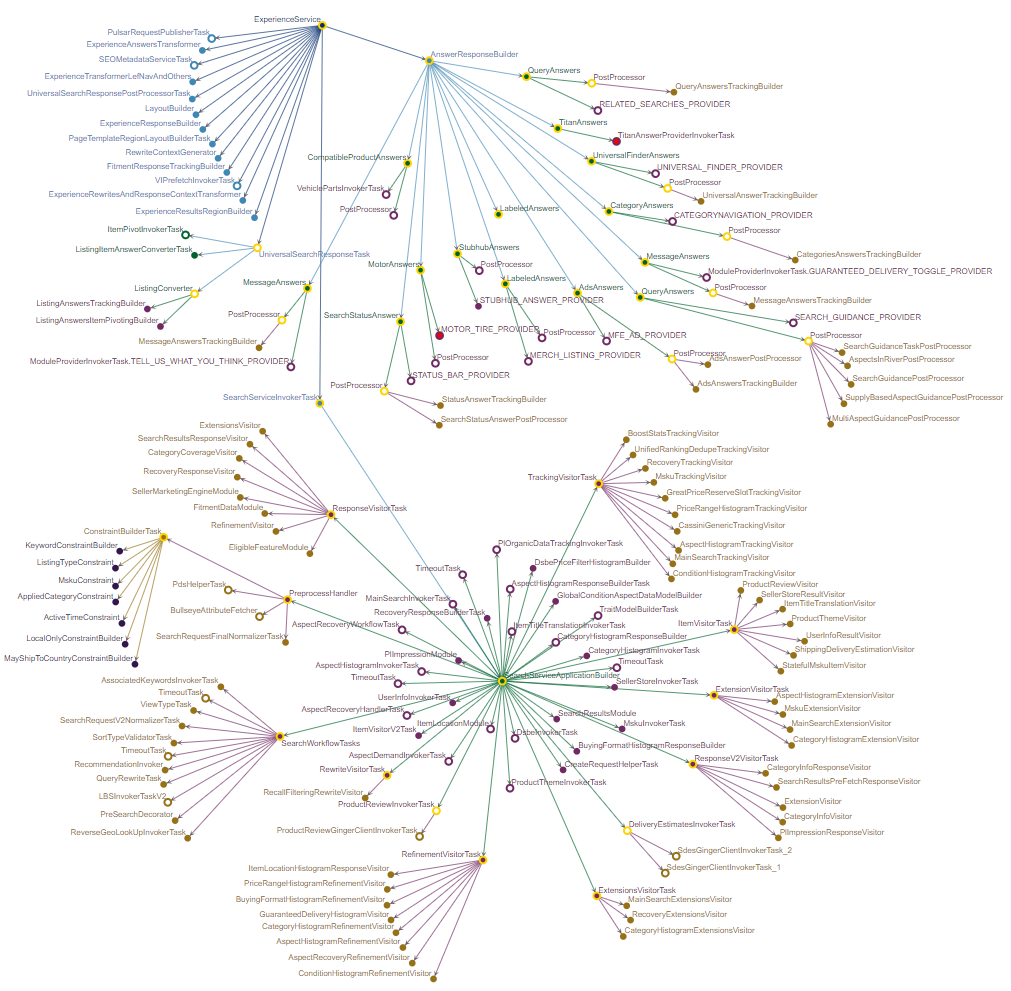 ExperienceService
PulsarRequestPublisherTask
ExperienceAnswersTransformer
SEOMetadataServiceTask
ExperienceTransformerLefNavAndOthers
UniversalSearchResponsePostProcessorTask
LayoutBuilder
ExperienceResponseBuilder
PageTemplateRegionLayoutBuilderTask
RewriteContextGenerator
FitmentResponseTrackingBuilder
VIPrefetchInvokerTask
ExperienceRewritesAndResponseContextTransformer
ExperienceResultsRegionBuilder
ItemPivotInvokerTask
ListingItemAnswerConverterTask
UniversalSearchResponseTask
ListingConverter
ListingAnswersTrackingBuilder
ListingAnswersItemPivotingBuilder
AnswerResponseBuilder
QueryAnswers
PostProcessor
QueryAnswersTrackingBuilder
RELATED_SEARCHES_PROVIDER
TitanAnswers
TitanAnswerProviderInvokerTask
UniversalFinderAnswers
UNIVERSAL_FINDER_PROVIDER
PostProcessor
UniversalAnswerTrackingBuilder
CategoryAnswers
CATEGORYNAVIGATION_PROVIDER
PostProcessor
CategoriesAnswersTrackingBuilder
MessageAnswers
ModuleProviderInvokerTask.GUARANTEED_DELIVERY_TOGGLE_PROVIDER
PostProcessor
MessageAnswersTrackingBuilder
QueryAnswers
SEARCH_GUIDANCE_PROVIDER
PostProcessor
SearchGuidanceTaskPostProcessor
AspectsInRiverPostProcessor
SearchGuidancePostProcessor
SupplyBasedAspectGuidancePostProcessor
MultiAspectGuidancePostProcessor
CompatibleProductAnswers
VehiclePartsInvokerTask
PostProcessor
LabeledAnswers
StubhubAnswers
PostProcessor
STUBHUB_ANSWER_PROVIDER
MotorAnswers
MOTOR_TIRE_PROVIDER
PostProcessor
LabeledAnswers
PostProcessor
MERCH_LISTING_PROVIDER
AdsAnswers
MFE_AD_PROVIDER
PostProcessor
AdsAnswerPostProcessor
AdsAnswersTrackingBuilder
MessageAnswers
PostProcessor
MessageAnswersTrackingBuilder
ModuleProviderInvokerTask.TELL_US_WHAT_YOU_THINK_PROVIDER
SearchStatusAnswer
STATUS_BAR_PROVIDER
PostProcessor
StatusAnswerTrackingBuilder
SearchStatusAnswerPostProcessor
SearchServiceInvokerTask
ExtensionsVisitor
SearchResultsResponseVisitor
CategoryCoverageVisitor
RecoveryResponseVisitor
SellerMarketingEngineModule
FitmentDataModule
RefinementVisitor
EligibleFeatureModule
ResponseVisitorTask
ConstraintBuilderTask
KeywordConstraintBuilder
ListingTypeConstraint
MskuConstraint
AppliedCategoryConstraint
ActiveTimeConstraint
LocalOnlyConstraintBuilder
MayShipToCountryConstraintBuilder
PreprocessHandler
PdsHelperTask
BullseyeAttributeFetcher
SearchRequestFinalNormalizerTask
TrackingVisitorTask
BoostStatsTrackingVisitor
UnifiedRankingDedupeTrackingVisitor
RecoveryTrackingVisitor
MskuTrackingVisitor
GreatPriceReserveSlotTrackingVisitor
PriceRangeHistogramTrackingVisitor
CassiniGenericTrackingVisitor
AspectHistogramTrackingVisitor
MainSearchTrackingVisitor
ConditionHistogramTrackingVisitor
PlOrganicDataTrackingInvokerTask
DsbePriceFilterHistogramBuilder
TimeoutTask
AspectHistogramResponseBuilderTask
GlobalConditionAspectDataModelBuilder
MainSearchInvokerTask
TraitModelBuilderTask
RecoveryResponseBuilderTask
ItemTitleTranslationInvokerTask
AspectRecoveryWorkflowTask
CategoryHistogramResponseBuilder
CategoryHistogramInvokerTask
PlImpressionModule
TimeoutTask
AspectHistogramInvokerTask
TimeoutTask
SearchServiceApplicationBuilder
SellerStoreInvokerTask
UserInfoInvokerTask
AspectRecoveryHandlerTask
SearchResultsModule
ItemLocationModule
MskuInvokerTask
ItemVisitorV2Task
DsbeInvokerTask
BuyingFormatHistogramResponseBuilder
AspectDemandInvokerTask
CreateRequestHelperTask
ProductThemeInvokerTask
RewriteVisitorTask
RecallFilteringRewriteVisitor
ProductReviewInvokerTask
ProductReviewGingerClientInvokerTask
ItemVisitorTask
ProductReviewVisitor
SellerStoreResultVisitor
ItemTitleTranslationVisitor
ProductThemeVisitor
UserInfoResultVisitor
ShippingDeliveryEstimationVisitor
StatefulMskuItemVisitor
ExtensionVisitorTask
AspectHistogramExtensionVisitor
MskuExtensionVisitor
MainSearchExtensionVisitor
CategoryHistogramExtensionVisitor
ResponseV2VisitorTask
CategoryInfoResponseVisitor
SearchResultsPreFetchResponseVisitor
ExtensionVisitor
CategoryInfoVisitor
PlImpressionResponseVisitor
DeliveryEstimatesInvokerTask
SdesGingerClientInvokerTask_2
SdesGingerClientInvokerTask_1
ExtensionsVisitorTask
MainSearchExtensionsVisitor
RecoveryExtensionsVisitor
CategoryHistogramExtensionsVisitor
AssociatedKeywordsInvokerTask
TimeoutTask
ViewTypeTask
SearchRequestV2NormalizerTask
SortTypeValidatorTask
TimeoutTask
RecommendationInvoker
QueryRewriteTask
LBSInvokerTaskV2
PreSearchDecorator
ReverseGeoLookUpInvokerTask
SearchWorkflowTasks
RefinementVisitorTask
ItemLocationHistogramResponseVisitor
PriceRangeHistogramRefinementVisitor
BuyingFormatHistogramRefinementVisitor
GuaranteedDeliveryHistogramVisitor
CategoryHistogramRefinementVisitor
AspectHistogramRefinementVisitor
AspectRecoveryRefinementVisitor
ConditionHistogramRefinementVisitor